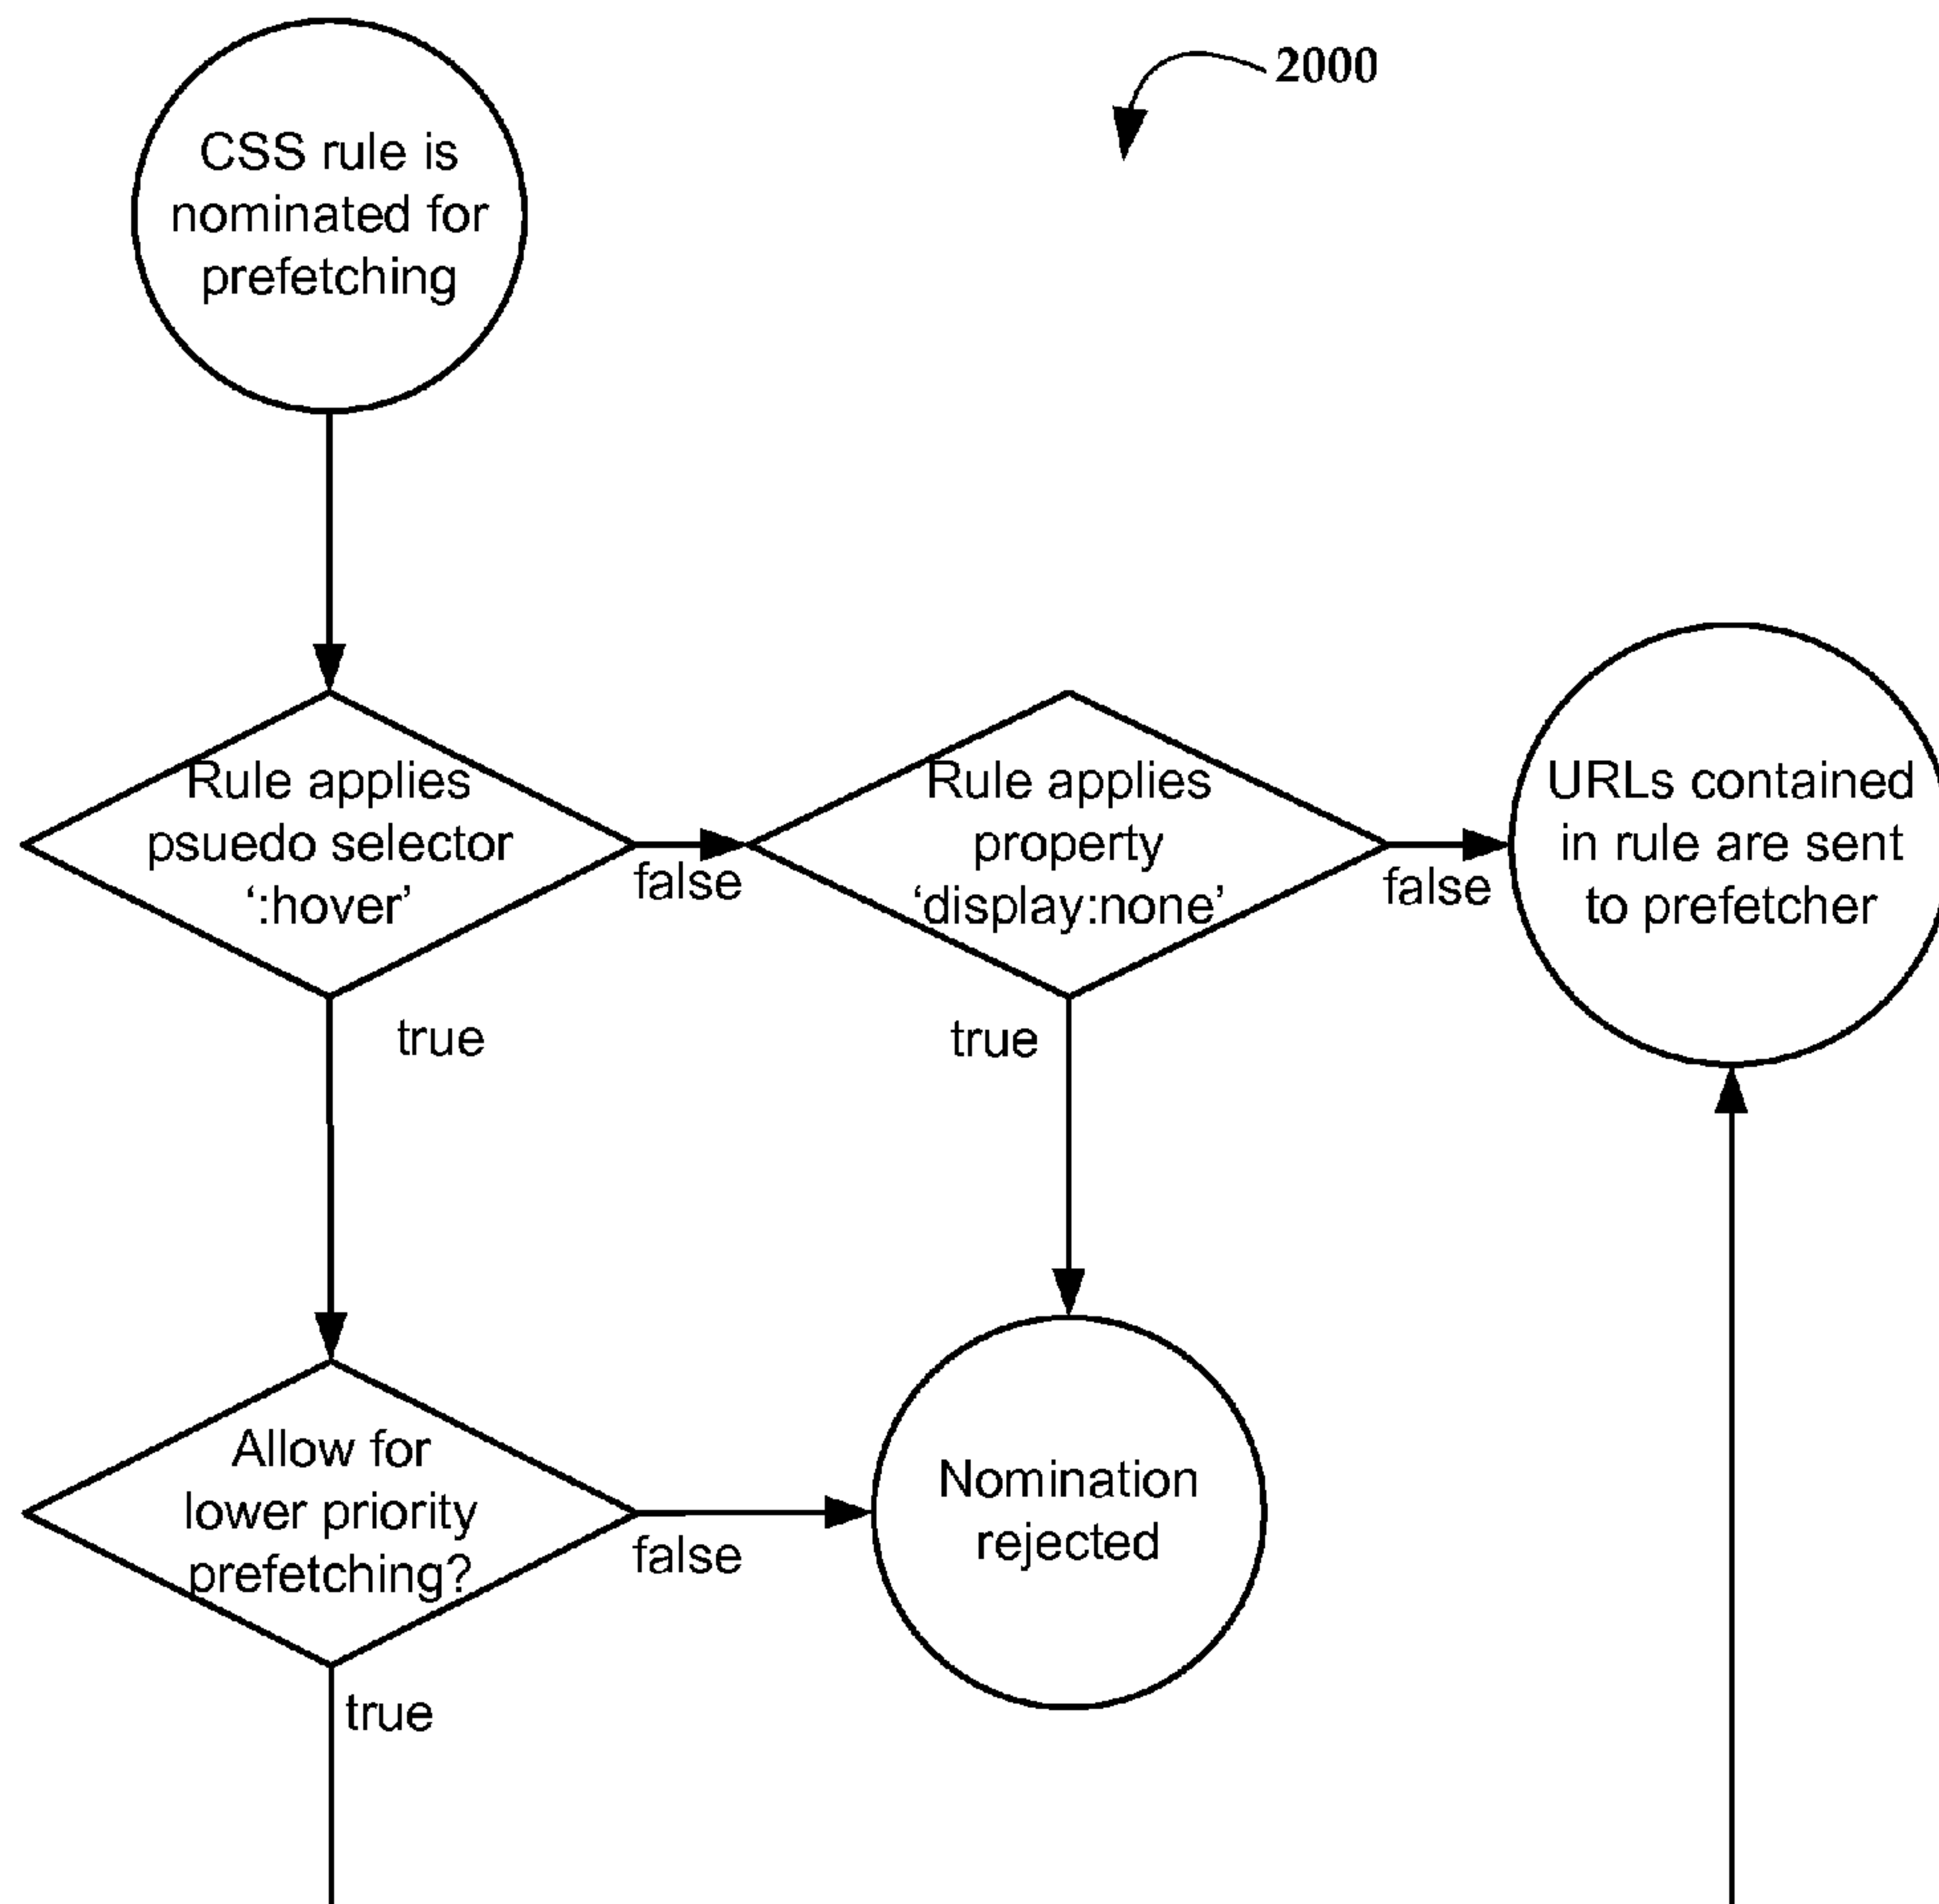 2000
CSS rule is
nominated for
prefetching
Rule applies
psuedo selector
‘:hover’
false
Rule applies
property
‘display:none’
false
URLs contained
in rule are sent
to prefetcher
true
true
Allow for
lower priority
prefetching?
false
Nomination
rejected
true